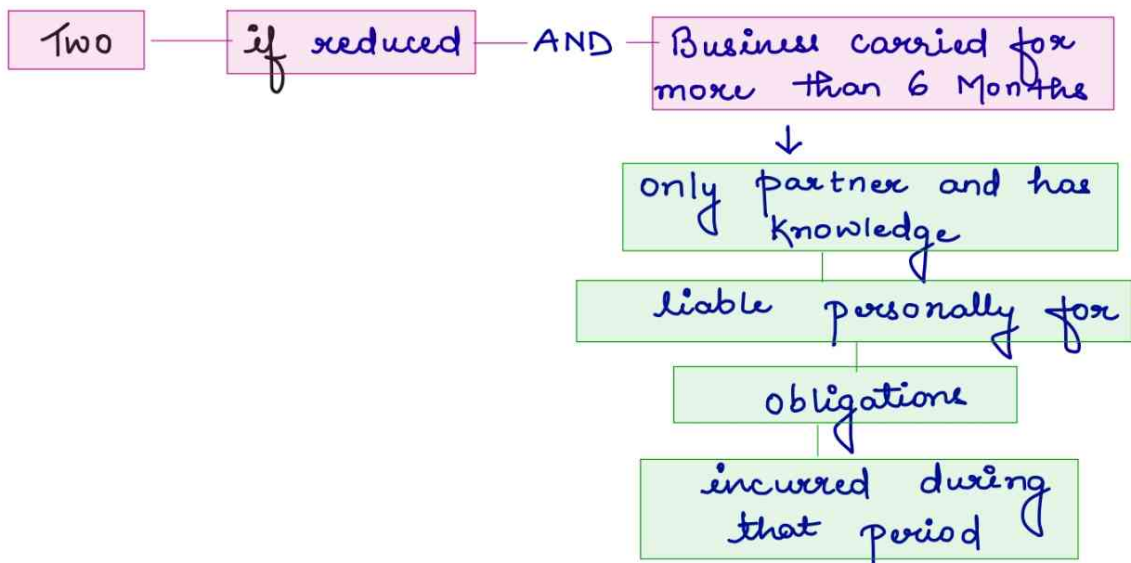 Two if reduced AND Business carried for
more than 6 Months
only partner and has
knowledge
liable personally for
obligations
incurred during
that period